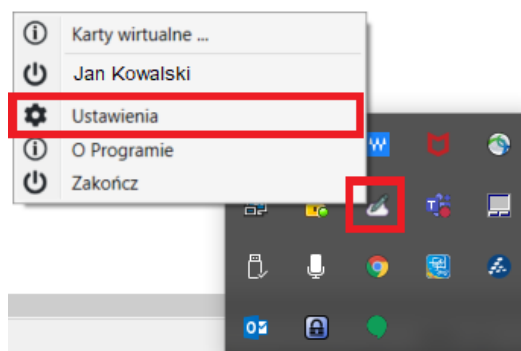 Karty wirtualne ...
Jan Kowalski
Ustawienia
O Programie
Zakończ